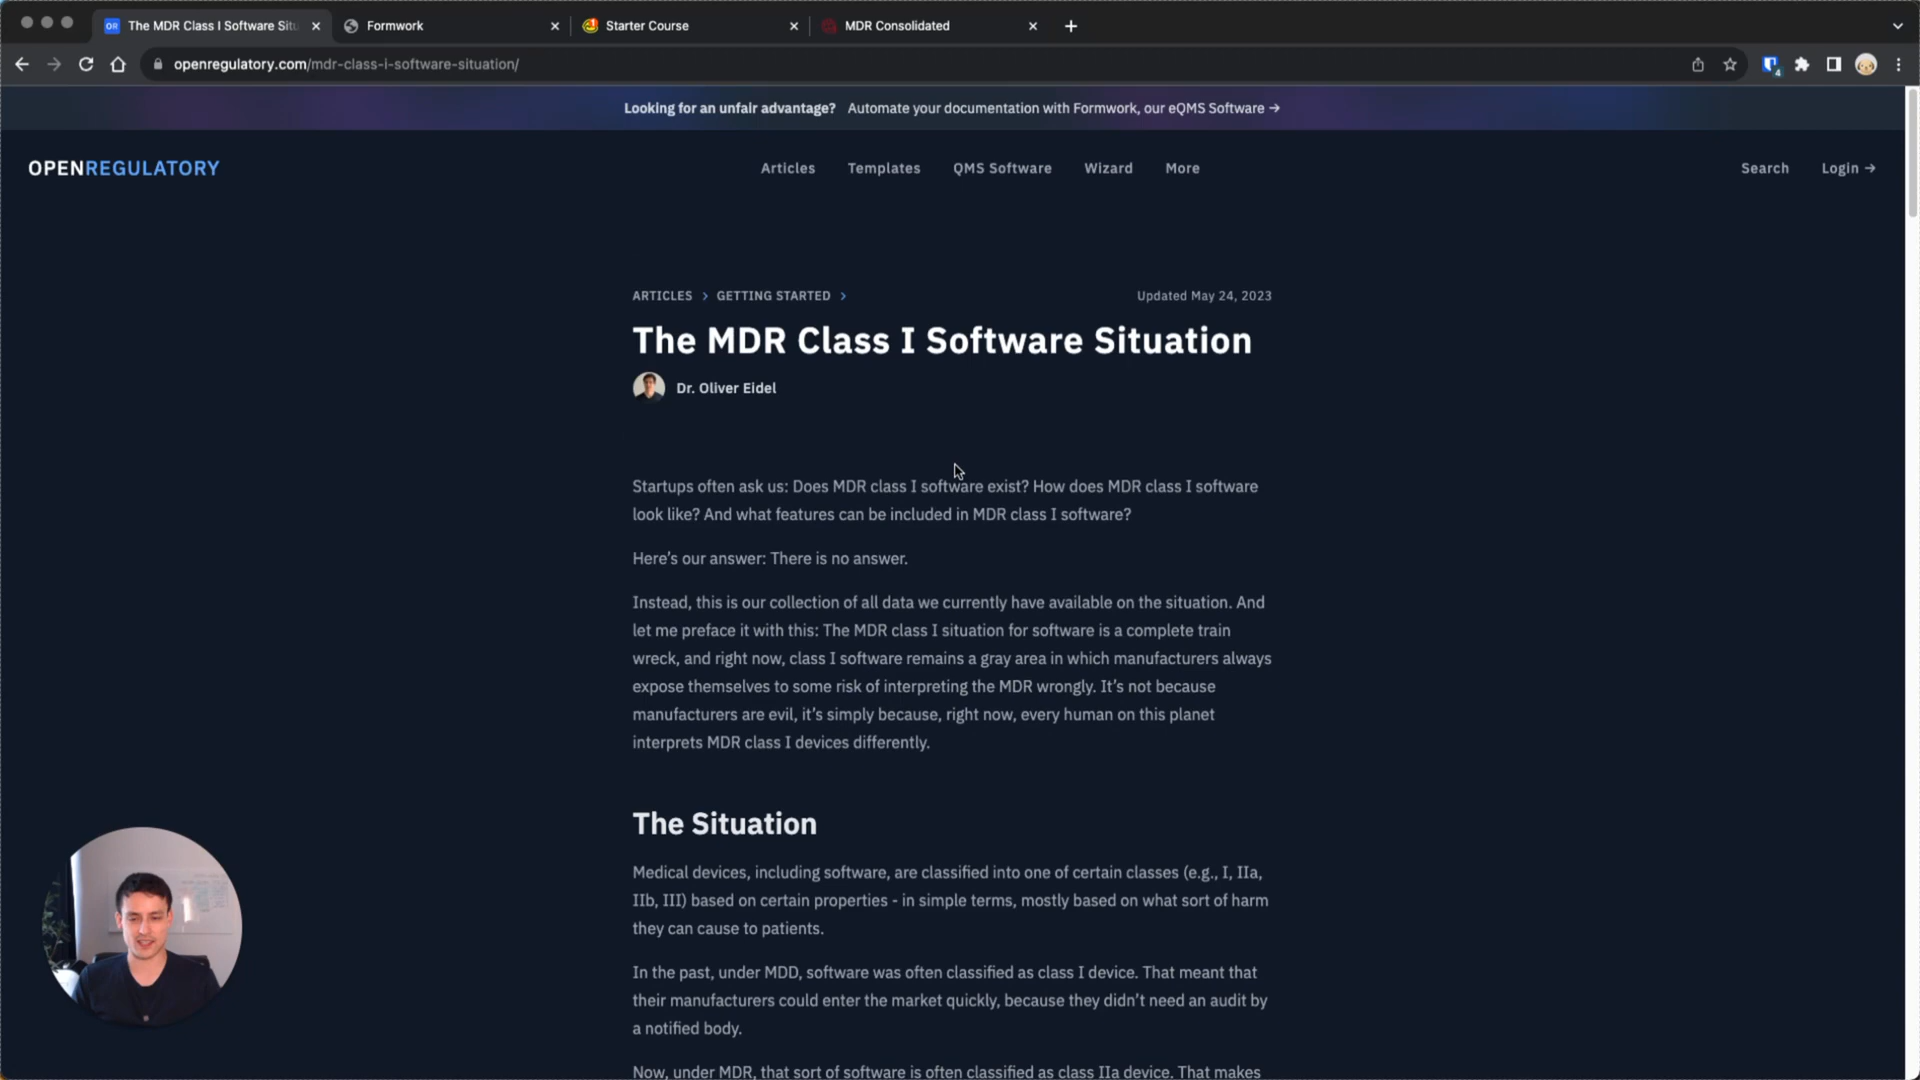 The MDR Class I Software Situ
Formwork
Starter Course
MDR Consolidated
openregulatory.com/mdr-class-i-software-situation/
4
Looking for an unfair advantage? Automate your documentation with Formwork, our eQMS Software →
OPENREGULATORY
Articles
Templates
QMS Software
Wizard
More
Search
Login →
ARTICLES > GETTING STARTED >
Updated May 24, 2023
The MDR Class I Software Situation
Dr. Oliver Eidel
Startups often ask us: Does MDR class I software exist? How does MDR class I software
look like? And what features can be included in MDR class I software?
Here’s our answer: There is no answer.
Instead, this is our collection of all data we currently have available on the situation. And
let me preface it with this: The MDR class I situation for software is a complete train
wreck, and right now, class I software remains a gray area in which manufacturers always
expose themselves to some risk of interpreting the MDR wrongly. It’s not because
manufacturers are evil, it’s simply because, right now, every human on this planet
interprets MDR class I devices differently.
The Situation
Medical devices, including software, are classified into one of certain classes (e.g., I, IIa,
IIb, III) based on certain properties - in simple terms, mostly based on what sort of harm
they can cause to patients.
In the past, under MDD, software was often classified as class I device. That meant that
their manufacturers could enter the market quickly, because they didn’t need an audit by
a notified body.
Now, under MDR, that sort of software is often classified as class IIa device. That makes